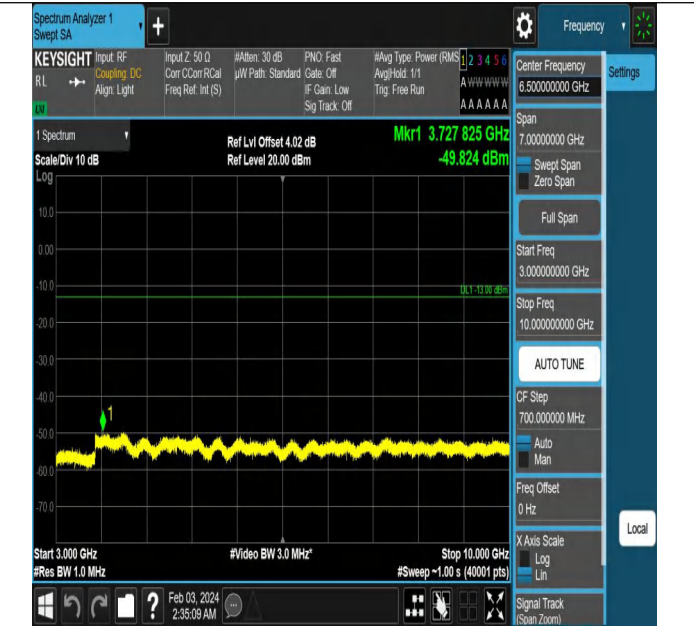 Spectrum Analyzer 1
Swept SA
+
Frequency
KEYSIGHT
RL
LXI
Input: RF
Coupling: DC
Align: Light
Input Z: 50 Ω
Corr CCorr RCal
Freq Ref: Int (S)
#Atten: 30 dB
µW Path: Standard
PNO: Fast
Gate: Off
IF Gain: Low
Sig Track: Off
#Avg Type: Power (RMS)
Avg|Hold: 1/1
Trig: Free Run
1 2 3 4 5 6
A W W W W W
A A A A A A
1 Spectrum
Scale/Div 10 dB
Log
Ref Lvl Offset 4.02 dB
Ref Level 20.00 dBm
Mkr1 3.727 825 GHz
-49.824 dBm
10.0
0.00
-10.0
DL1 -13.00 dBm
-20.0
-30.0
-40.0
1
-50.0
-60.0
-70.0
Start 3.000 GHz
#Res BW 1.0 MHz
#Video BW 3.0 MHz*
Stop 10.000 GHz
#Sweep ~1.00 s (40001 pts)
?
Feb 03, 2024
2:35:09 AM
Center Frequency
6.50000000 GHz
Settings
Span
7.00000000 GHz
Swept Span
Zero Span
Full Span
Start Freq
3.000000000 GHz
Stop Freq
10.000000000 GHz
AUTO TUNE
CF Step
700.000000 MHz
Auto
Man
Freq Offset
0 Hz
X Axis Scale
Log
Lin
Local
Signal Track
(Span Zoom)